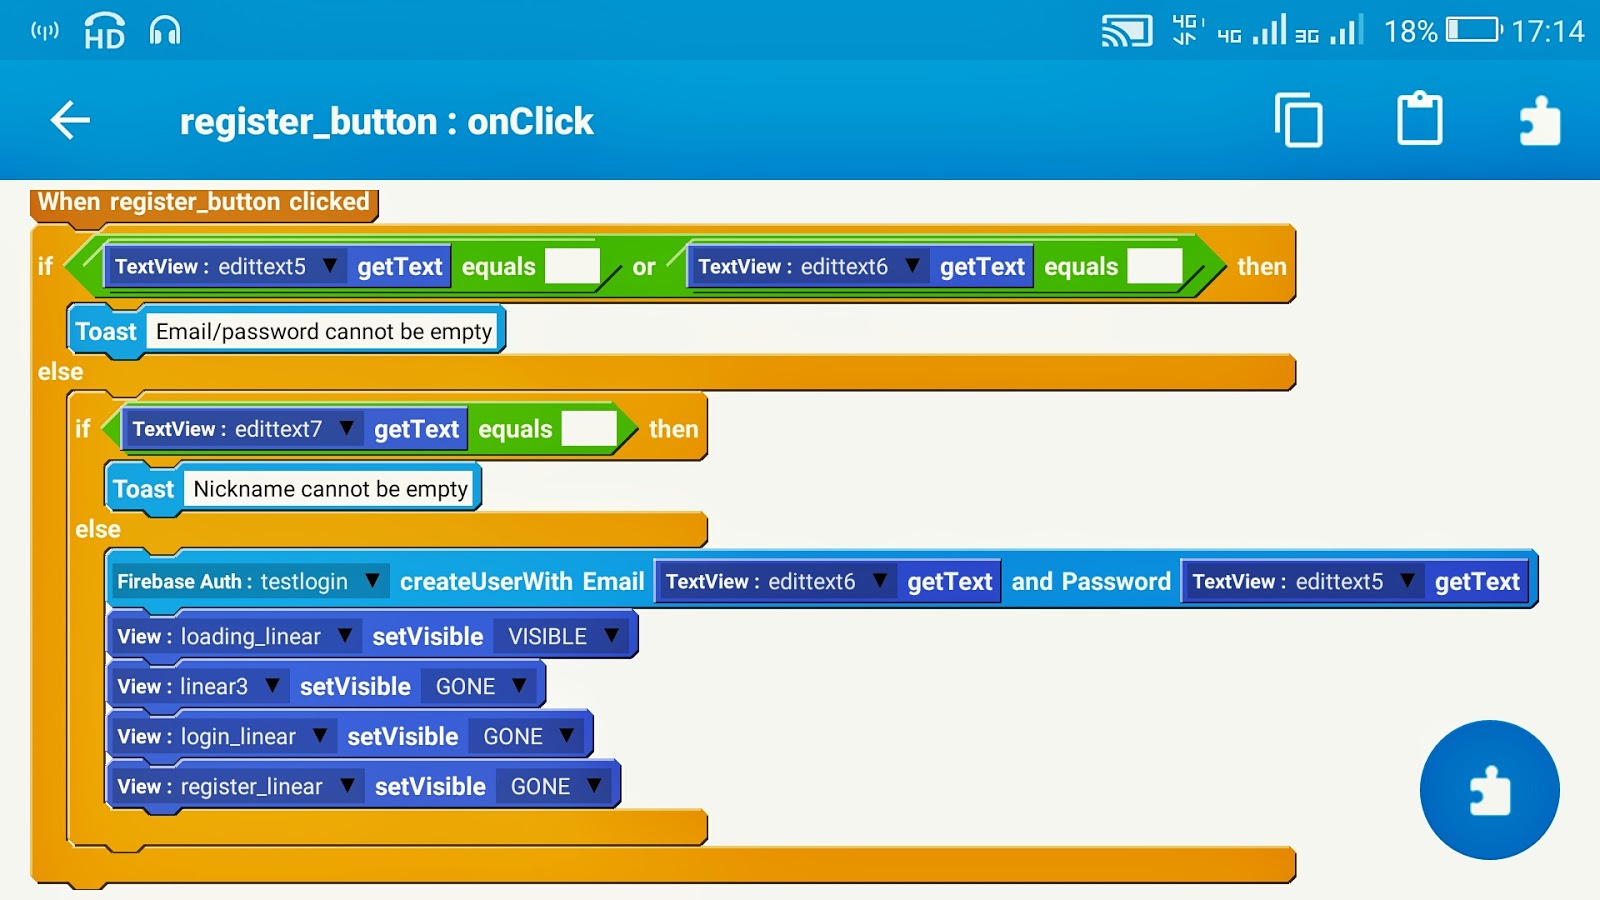 HD 4G 4G 3G 18% 17:14
register_button : onClick
When register_button clicked
if TextView : edittext5 getText equals or TextView : edittext6 getText equals then
Toast Email/password cannot be empty
else
if TextView : edittext7 getText equals then
Toast Nickname cannot be empty
else
Firebase Auth : testlogin createUserWith Email TextView : edittext6 getText and Password TextView : edittext5 getText
View : loading_linear setVisible VISIBLE
View : linear3 setVisible GONE
View : login_linear setVisible GONE
View : register_linear setVisible GONE